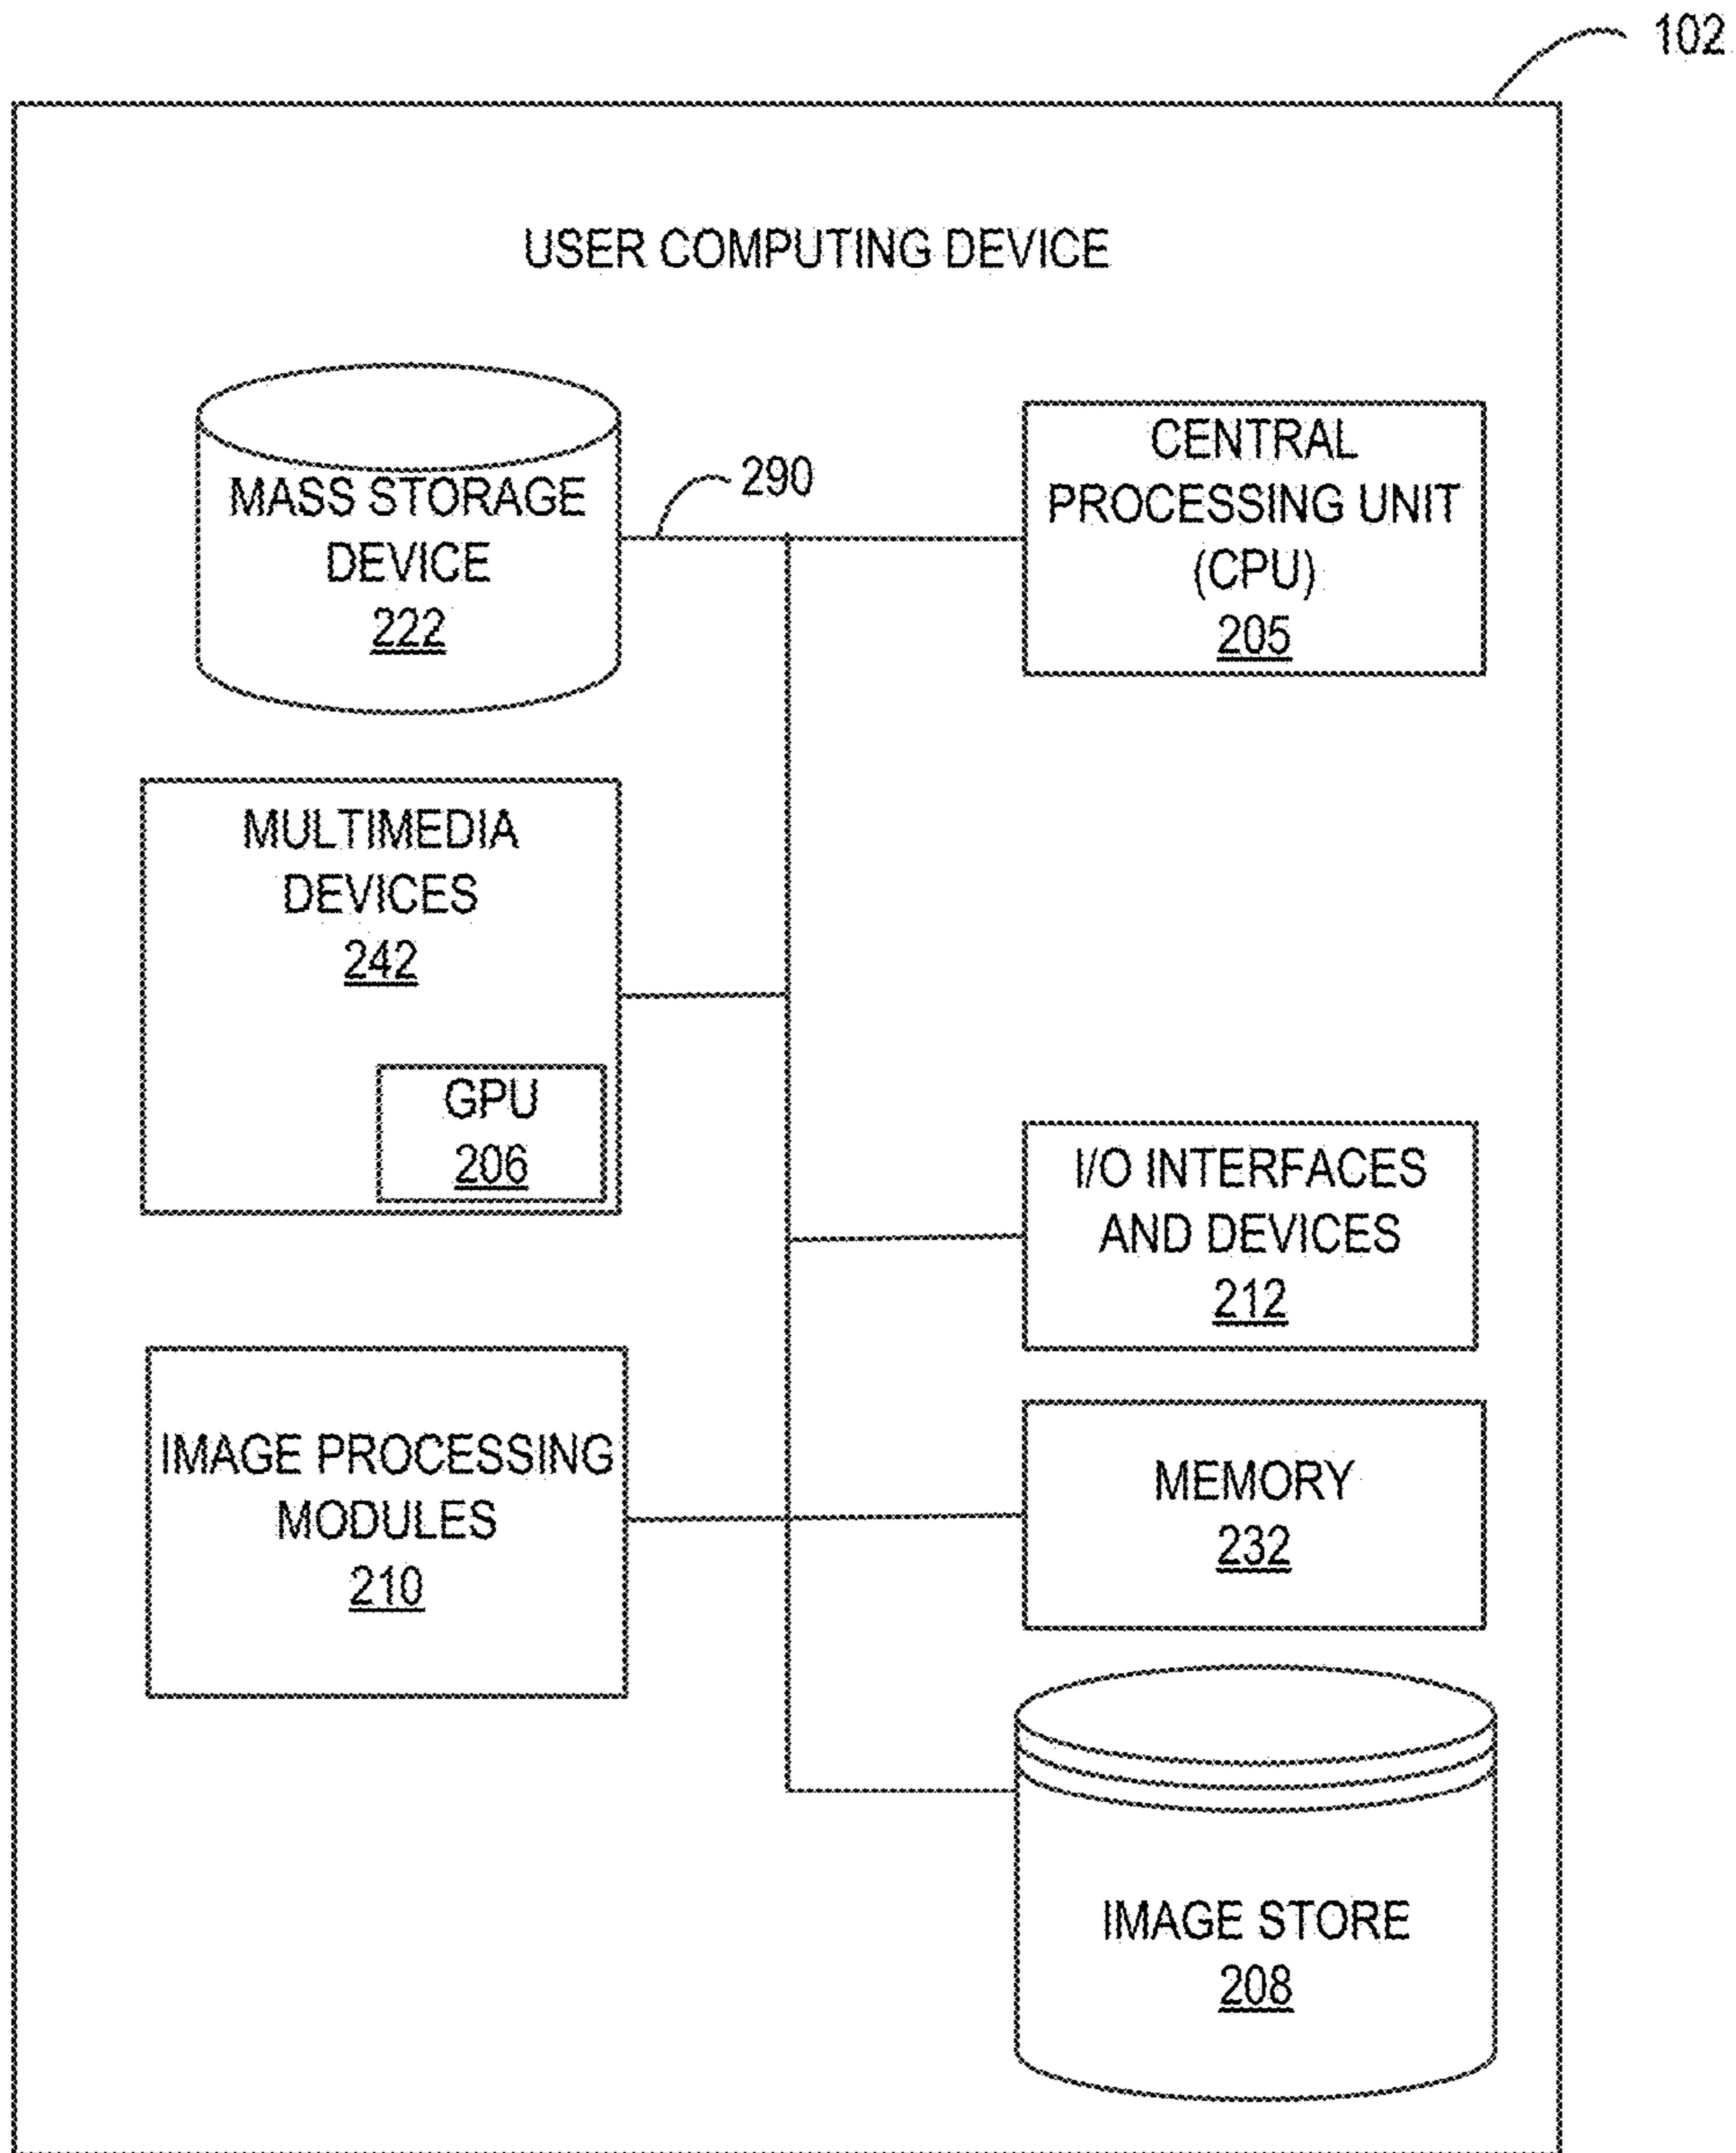 102
USER COMPUTING DEVICE
MASS STORAGE
DEVICE
222
290
CENTRAL
PROCESSING UNIT
(CPU)
205
MULTIMEDIA
DEVICES
242
GPU
206
I/O INTERFACES
AND DEVICES
212
IMAGE PROCESSING
MODULES
210
MEMORY
232
IMAGE STORE
208